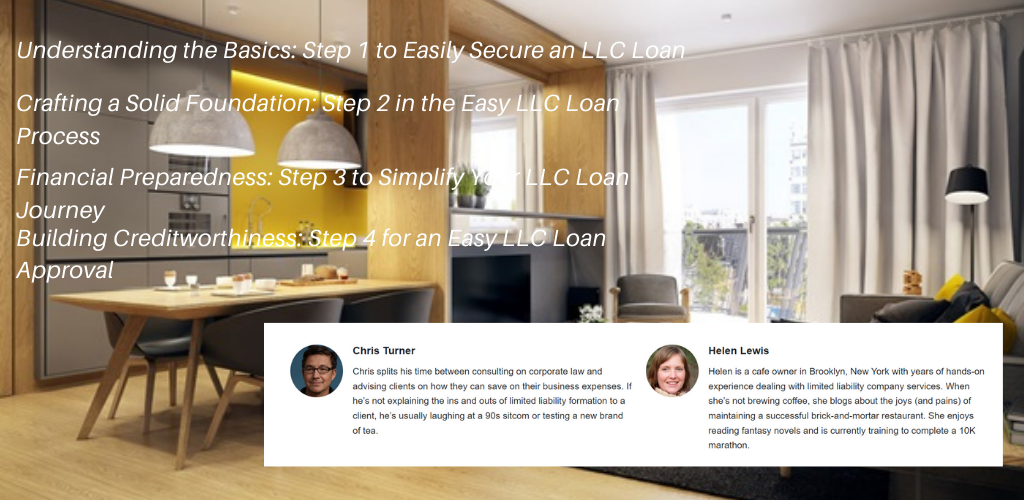 Understanding the Basics: Step 1 to Easily Secure an LLC Loan
Crafting a Solid Foundation: Step 2 in the Easy LLC Loan
Process
Financial Preparedness: Step 3 to Simplify Your LLC Loan
Journey
Building Creditworthiness: Step 4 for an Easy LLC Loan
Approval
Chris Turner
Chris splits his time between consulting on corporate law and
advising clients on how they can save on their business expenses. If
he's not explaining the ins and outs of limited liability formation to a
client, he's usually laughing at a 90s sitcom or testing a new brand
of tea.
Helen Lewis
Helen is a cafe owner in Brooklyn, New York with years of hands-on
experience dealing with limited liability company services. When
she's not brewing coffee, she blogs about the joys (and pains) of
maintaining a successful brick-and-mortar restaurant. She enjoys
reading fantasy novels and is currently training to complete a 10K
marathon.